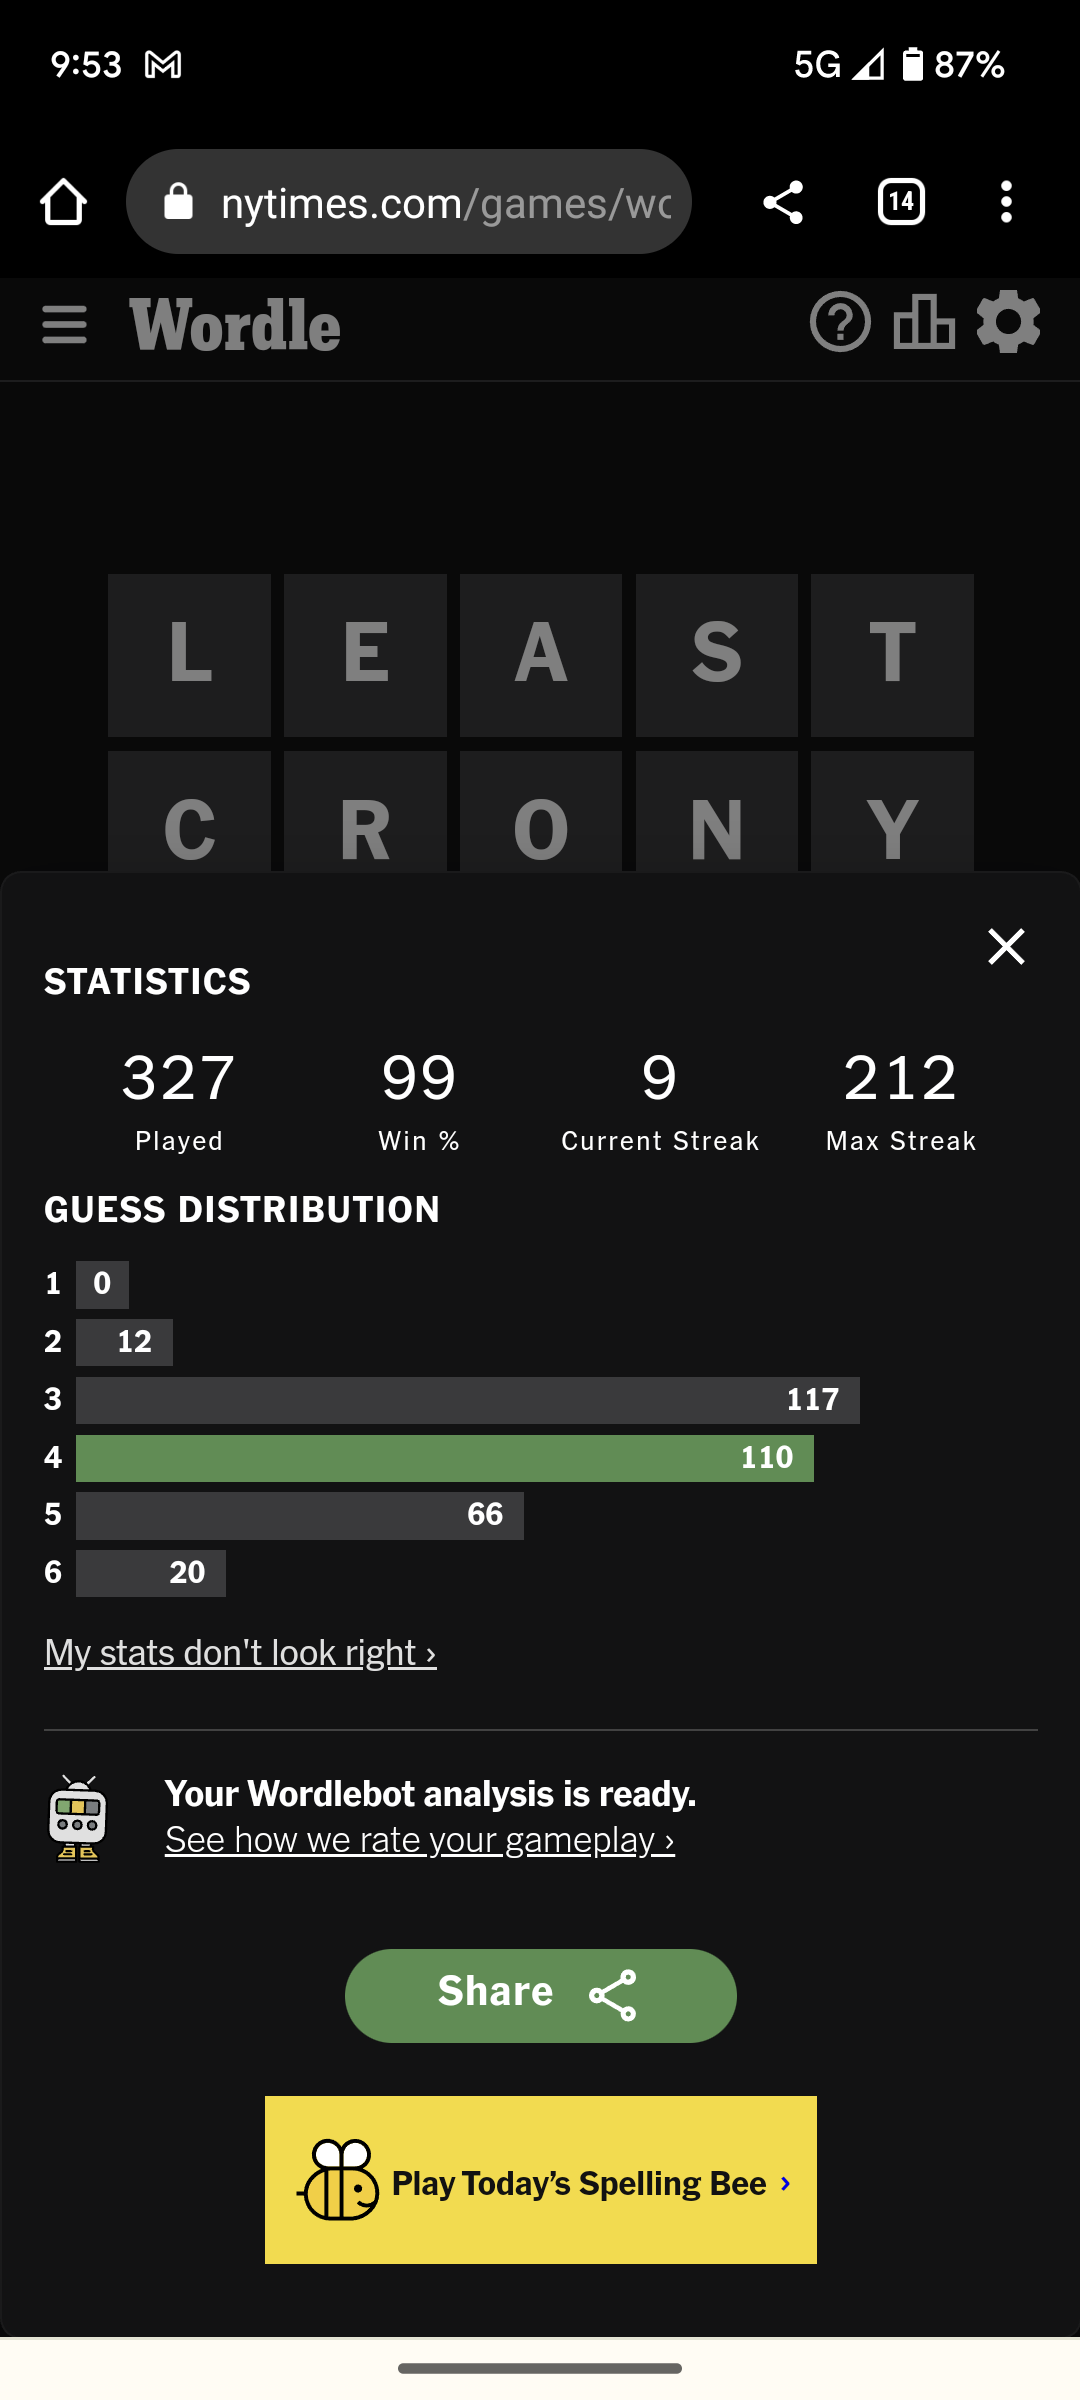 9:53 5G 87%
nytimes.com/games/wo 14
Wordle
L E A S T
C R O N Y
STATISTICS
327 99 9 212
Played Win % Current Streak Max Streak
GUESS DISTRIBUTION
1 0
2 12
3 117
4 110
5 66
6 20
My stats don't look right ›
Your Wordlebot analysis is ready.
See how we rate your gameplay ›
Share
Play Today’s Spelling Bee ›